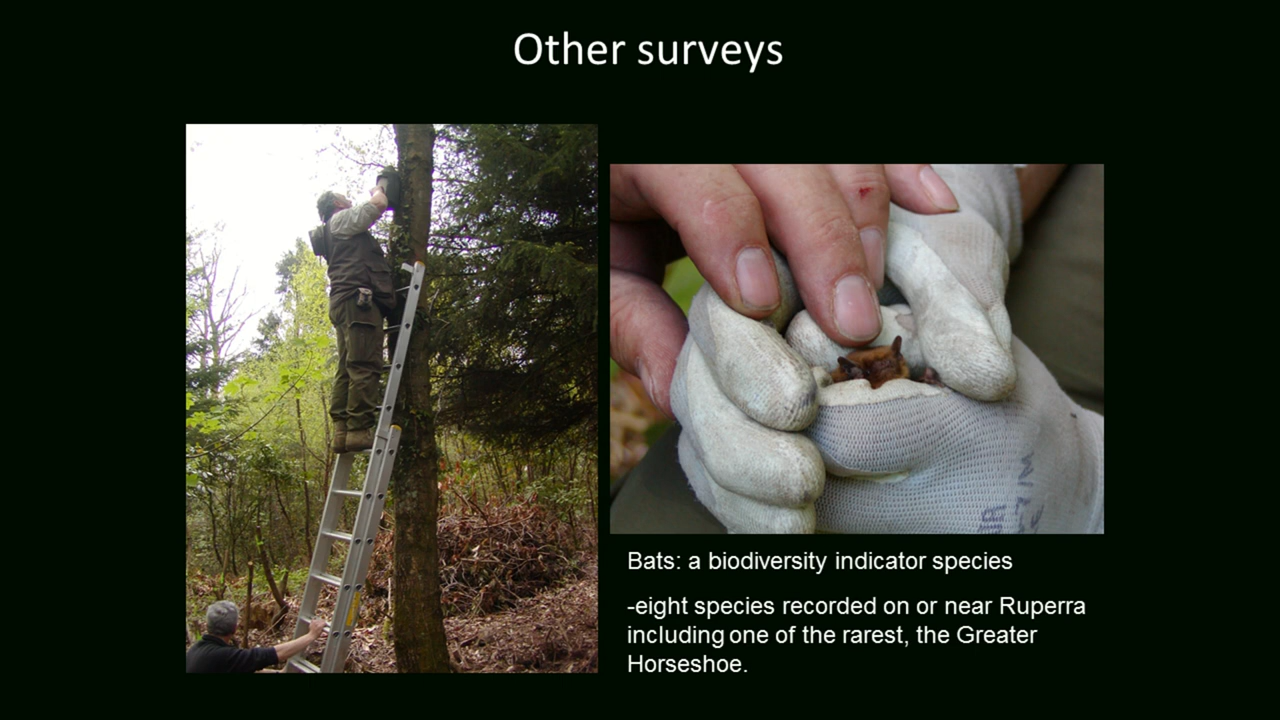 Other surveys
Bats: a biodiversity indicator species
-eight species recorded on or near Ruperra
including one of the rarest, the Greater
Horseshoe.